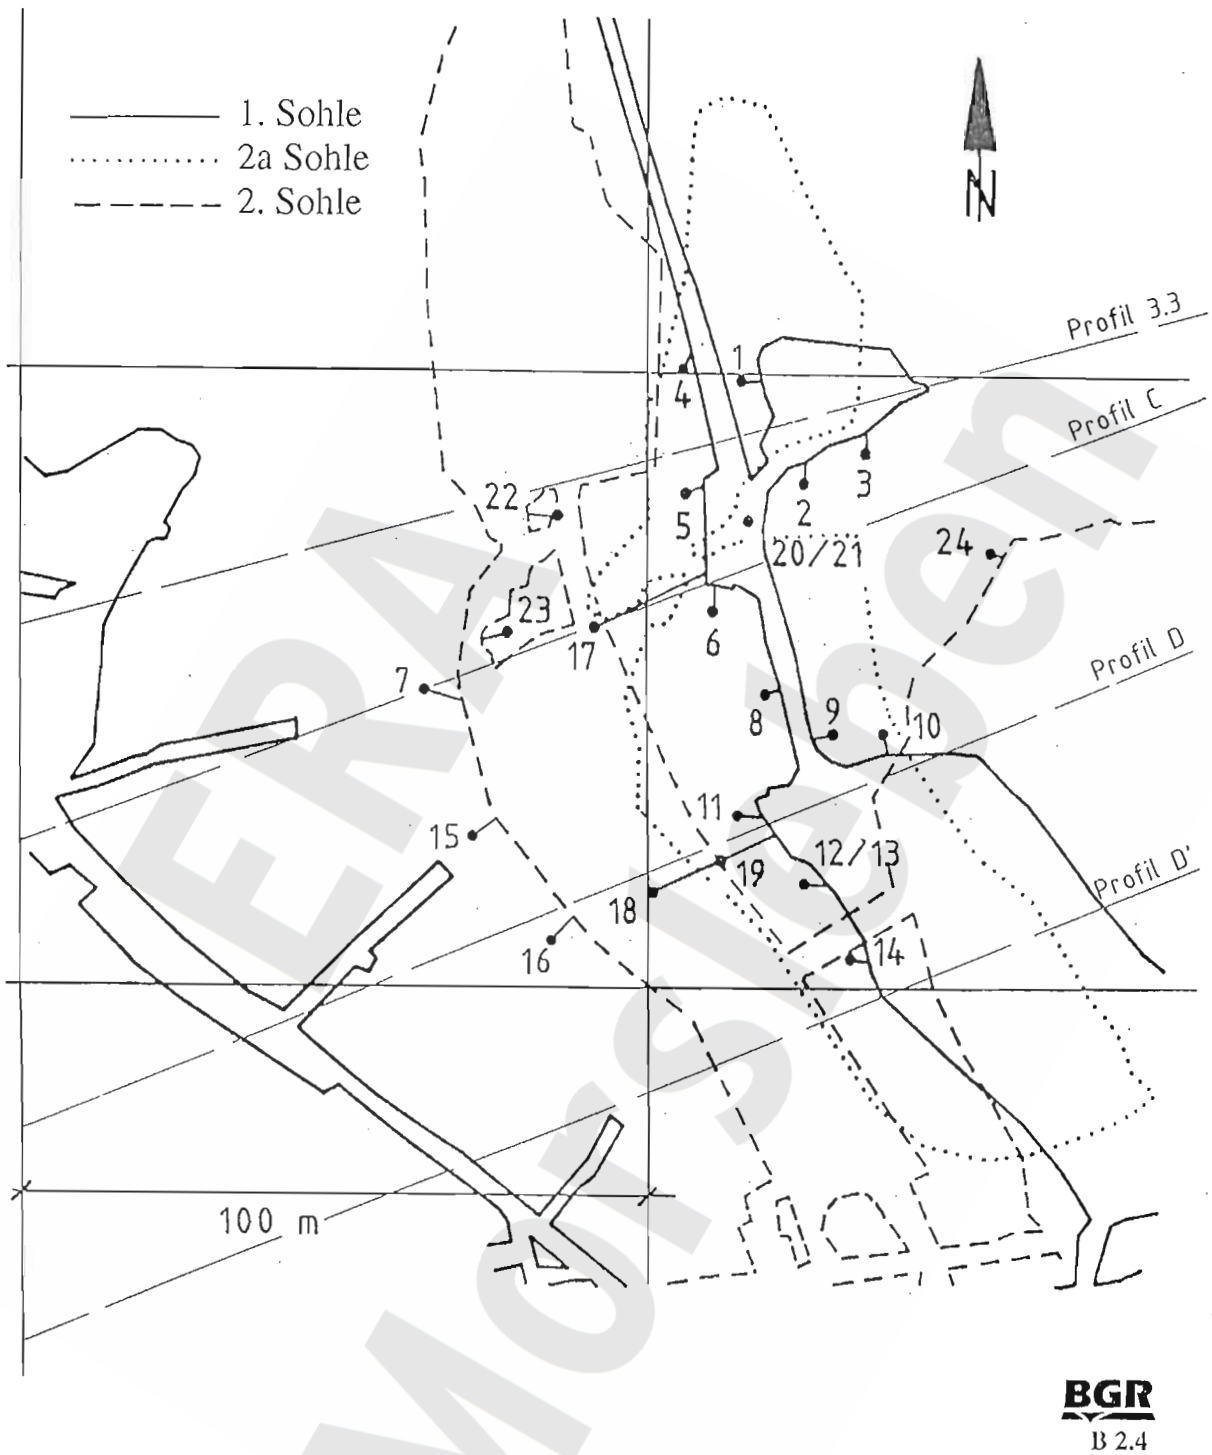 1. Sohle
2a Sohle
2. Sohle
N
Profil 3.3
Profil C
Profil D
Profil D'
1
4
3
2
5
22
20/21
24
23
17
6
7
8
9
10
11
15
12/13
19
18
16
14
100 m
ERA Morsleben
BGR
B 2.4